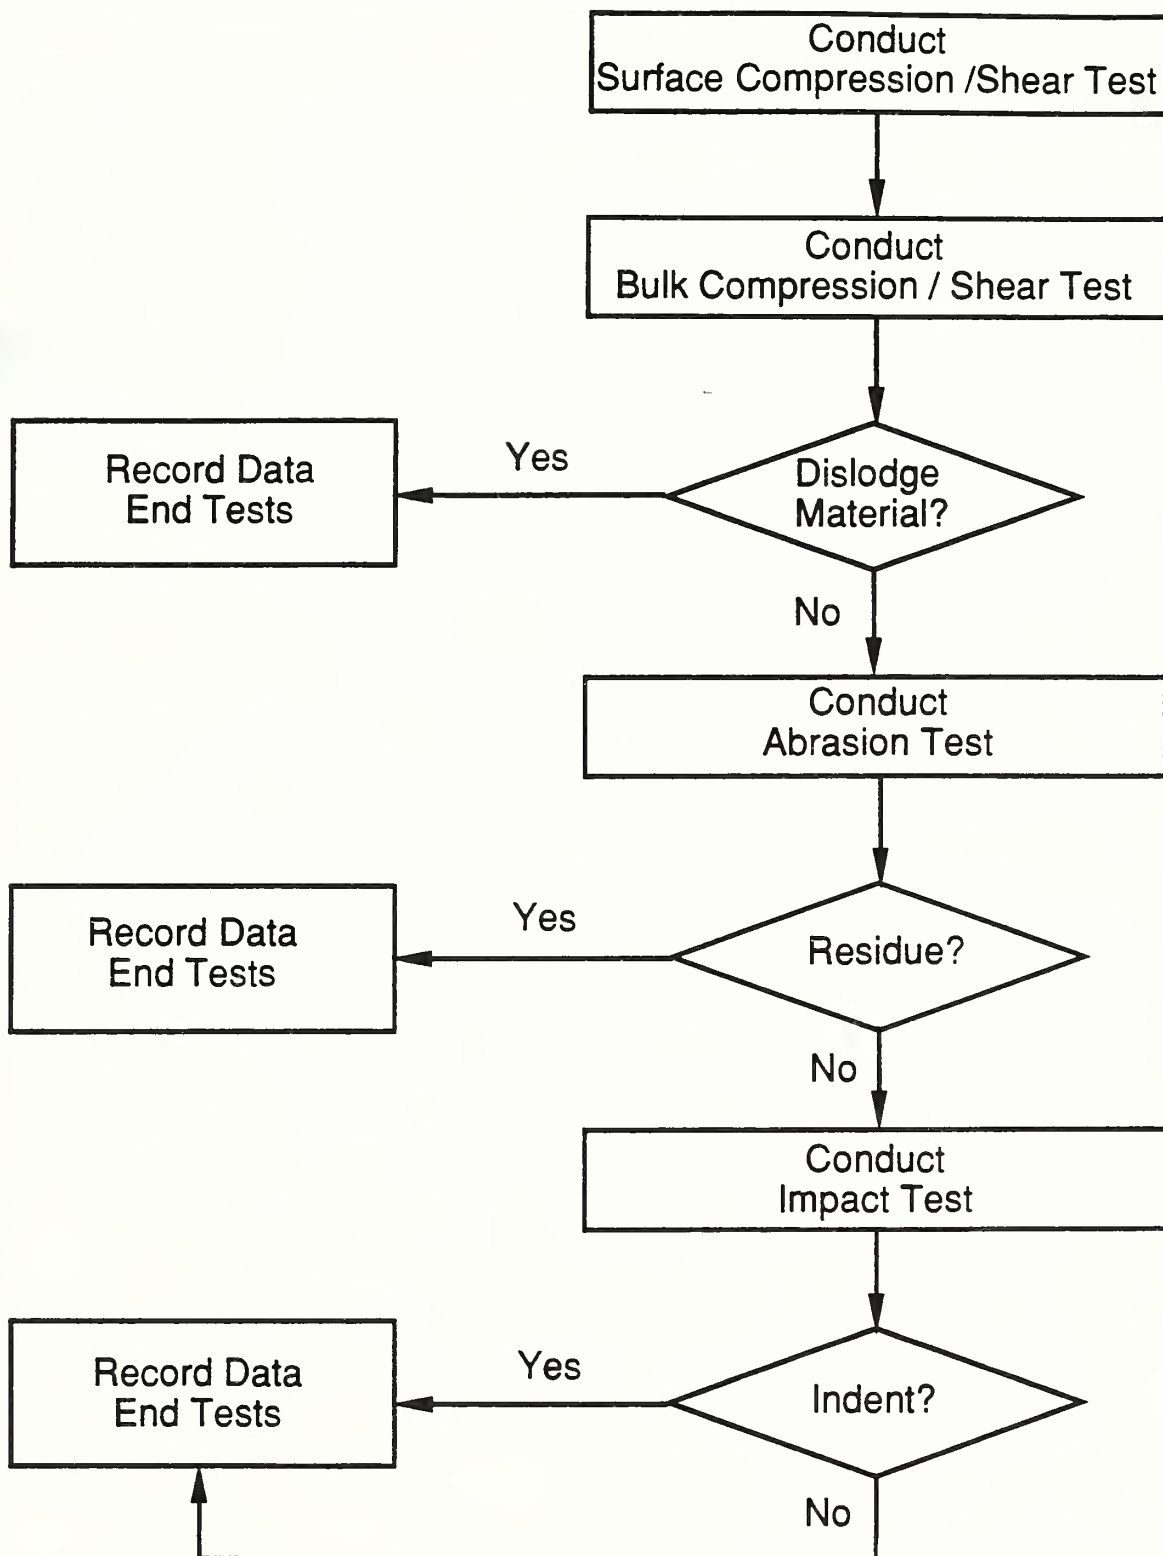 Conduct
Surface Compression /Shear Test
Conduct
Bulk Compression / Shear Test
Yes
Dislodge
Material?
Record Data
End Tests
No
Conduct
Abrasion Test
Yes
Residue?
Record Data
End Tests
No
Conduct
Impact Test
Yes
Indent?
Record Data
End Tests
No